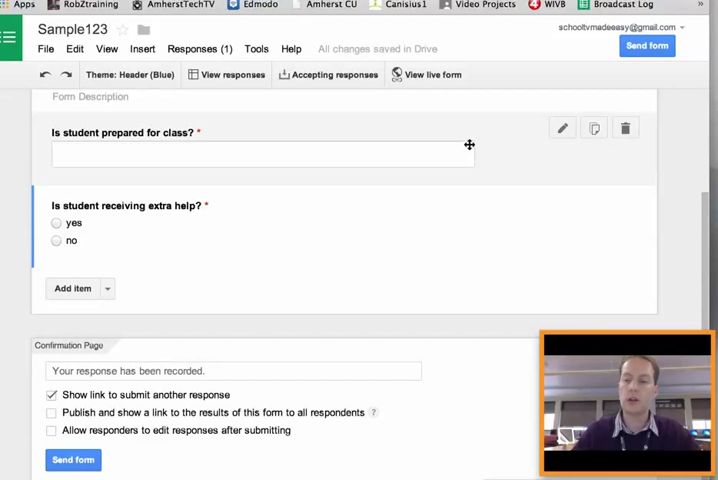 Apps RobZtraining AmherstTechTV Edmodo Amherst CU Canisius1 Video Projects WIVB Broadcast Log »
Sample123
schooltvmadeeasy@gmail.com
File Edit View Insert Responses (1) Tools Help All changes saved in Drive
Send form
Theme: Header (Blue) View responses Accepting responses View live form
Form Description
Is student prepared for class? *
Is student receiving extra help? *
yes
no
Add item
Confirmation Page
Your response has been recorded.
Show link to submit another response
Publish and show a link to the results of this form to all respondents ?
Allow responders to edit responses after submitting
Send form